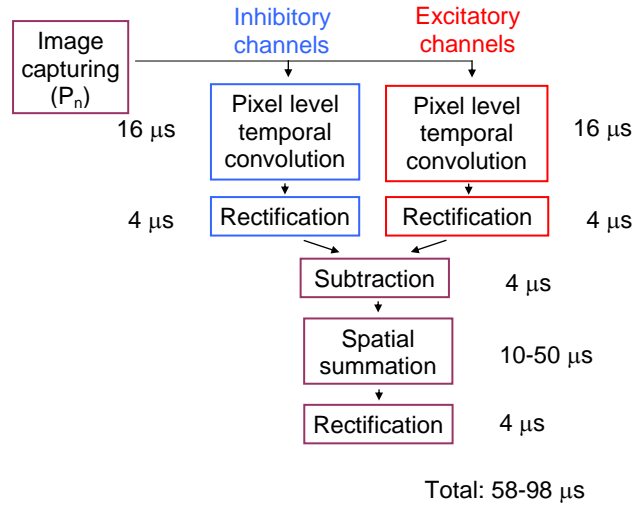 Image
capturing
(Pn)
Inhibitory
channels
Excitatory
channels
16 μs
Pixel level
temporal
convolution
Pixel level
temporal
convolution
16 μs
4 μs
Rectification
Rectification
4 μs
Subtraction
4 μs
Spatial
summation
10-50 μs
Rectification
4 μs
Total: 58-98 μs